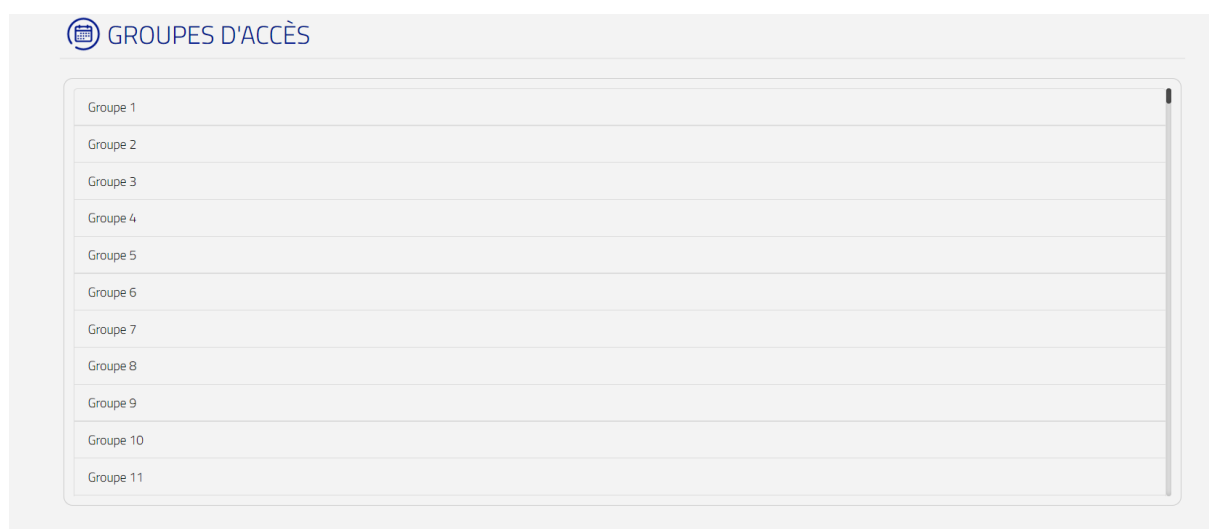 GROUPES D'ACCÈS
Groupe 1
Groupe 2
Groupe 3
Groupe 4
Groupe 5
Groupe 6
Groupe 7
Groupe 8
Groupe 9
Groupe 10
Groupe 11